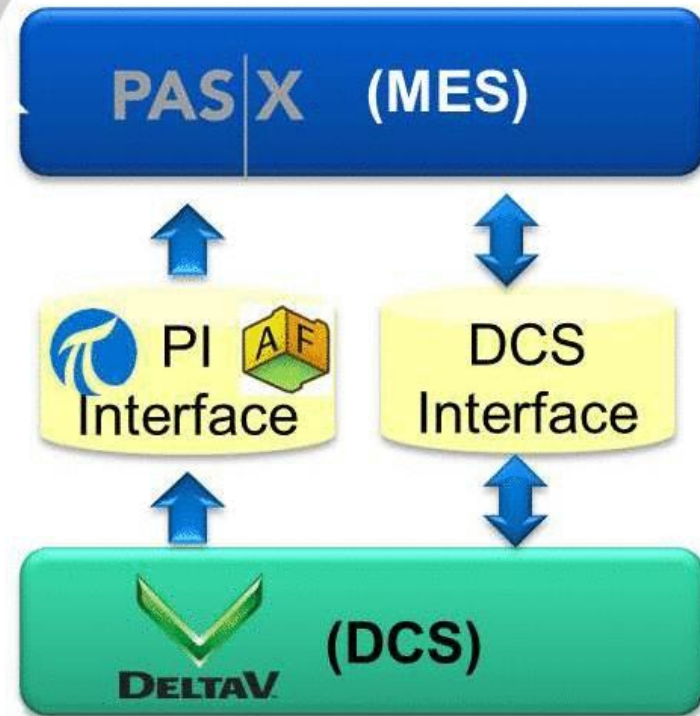 PAS|X (MES)
π PI A F
Interface
DCS
Interface
DELTAV (DCS)